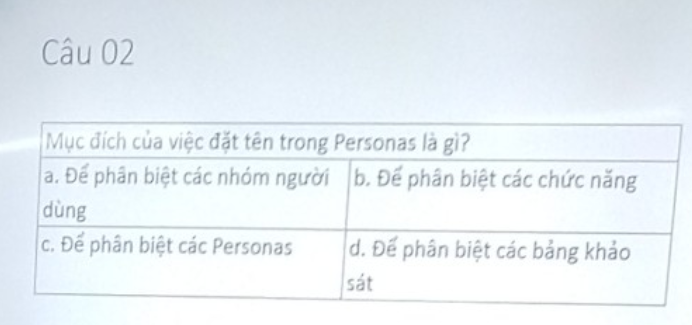 Câu 02
Mục đích của việc đặt tên trong Personas là gì?
a. Để phân biệt các nhóm người
dùng
b. Để phân biệt các chức năng
c. Để phân biệt các Personas
d. Để phân biệt các bảng khảo
sát